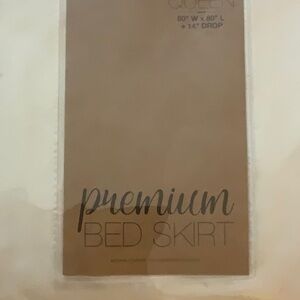 QUEEN
60" W x 80" L
+ 14" DROP
premium
BED SKIRT